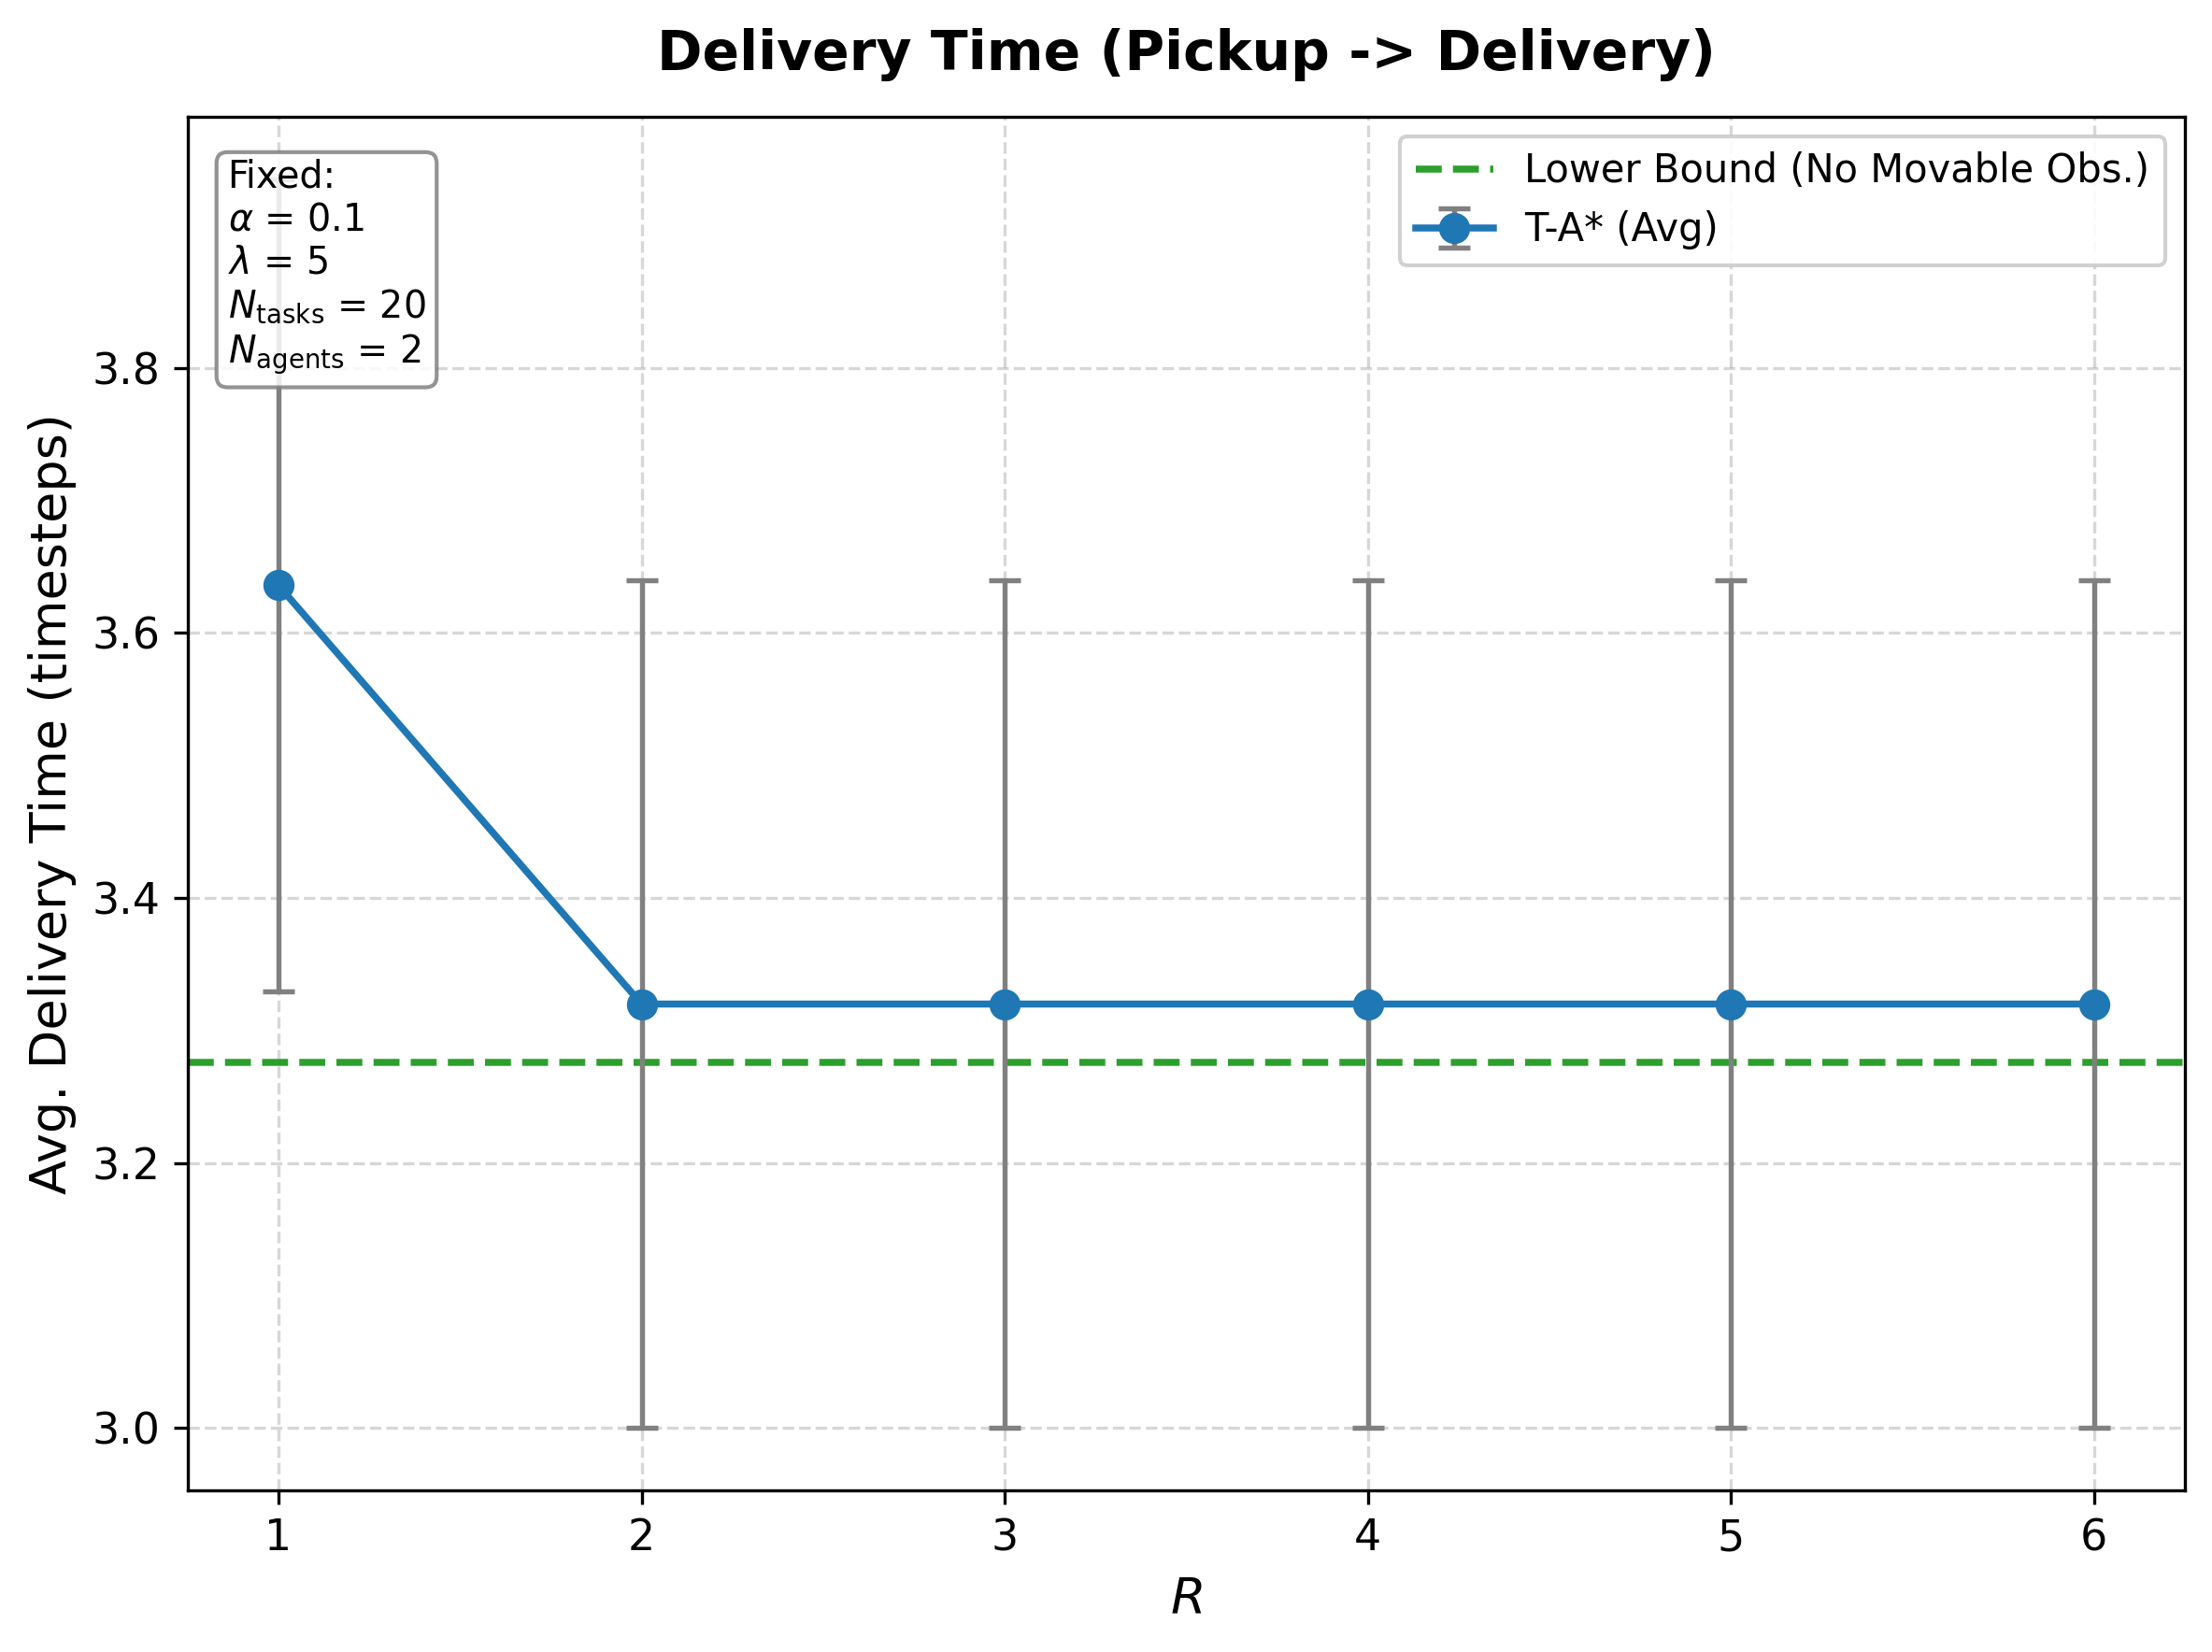 Delivery Time (Pickup -> Delivery)
Fixed:
α = 0.1
λ = 5
N_tasks = 20
N_agents = 2
Lower Bound (No Movable Obs.)
T-A* (Avg)
Avg. Delivery Time (timesteps)
3.8
3.6
3.4
3.2
3.0
1 2 3 4 5 6
R